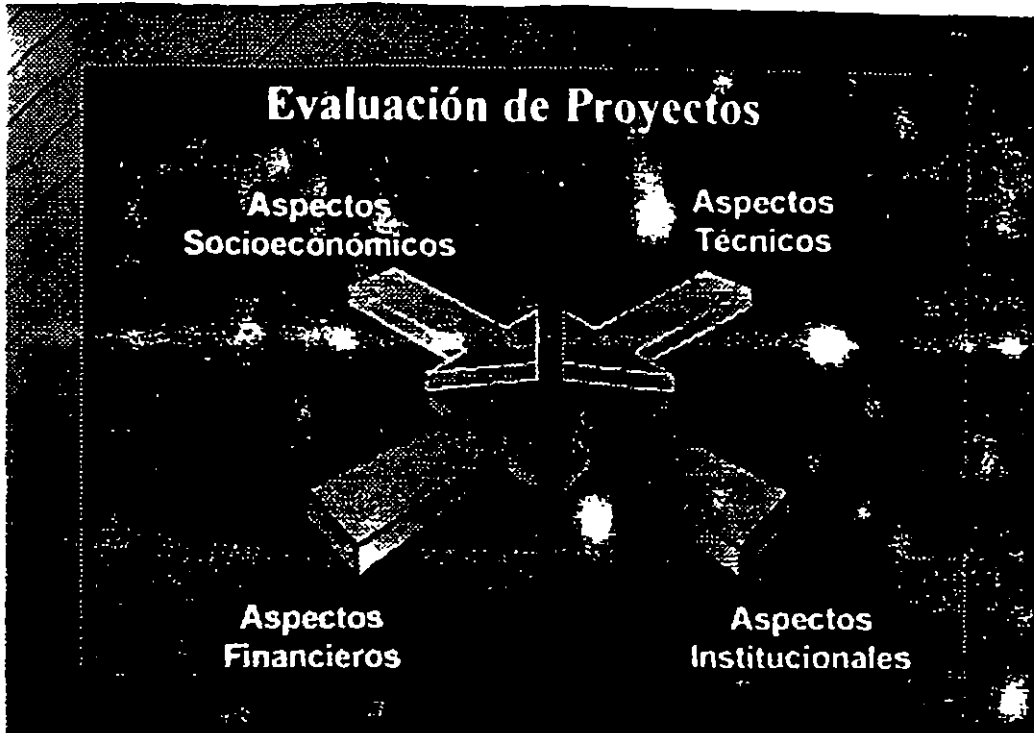 Evaluación de Proyectos
Aspectos
Socioeconómicos
Aspectos
Técnicos
Aspectos
Financieros
Aspectos
Institucionales